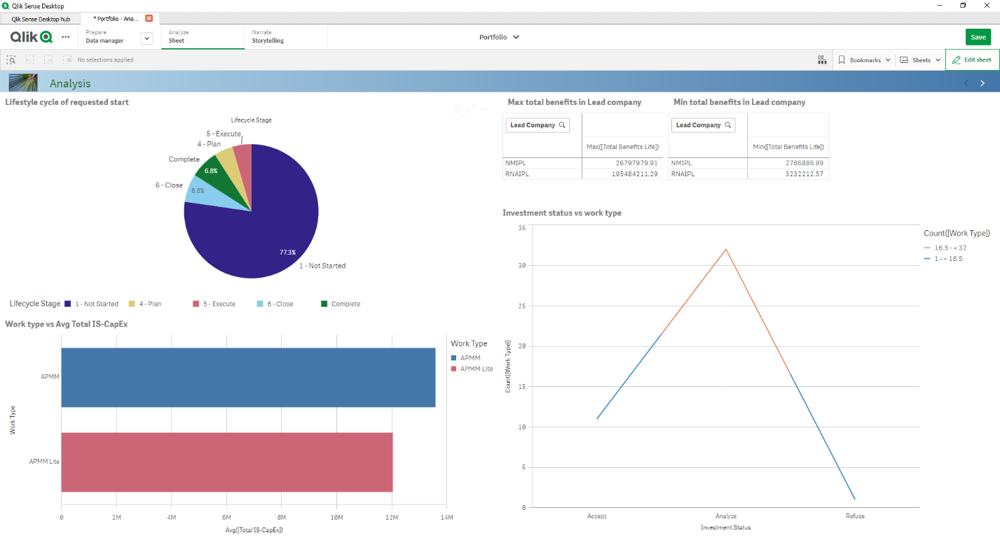 Qlik Sense Desktop
Qlik Sense Desktop hub
* Portfolio - Ana...
Qlik
Prepare
Data manager
Analyze
Sheet
Narrate
Storytelling
Portfolio
Save
No selections applied
Bookmarks
Sheets
Edit sheet
Analysis
Lifestyle cycle of requested start
Lifecycle Stage
5 - Execute
4 - Plan
Complete
6.8%
6 - Close
6.8%
77.3%
1 - Not Started
Lifecycle Stage 1 - Not Started 4 - Plan 5 - Execute 6 - Close Complete
Max total benefits in Lead company
Lead Company
Max([Total Benefits Life])
NMIPL 26797979.91
RNAIPL 195484211.29
Min total benefits in Lead company
Lead Company
Min([Total Benefits Life])
NMIPL 2786886.09
RNAIPL 3232212.57
Work type vs Avg Total IS-CapEx
Work Type
APMM
APMM Lite
0 2M 4M 6M 8M 10M 12M 14M
Avg([Total IS-CapEx])
Work Type
APMM
APMM Lite
Investment status vs work type
Count([Work Type])
35
30
25
20
15
10
5
0
Accept Analyze Refuse
Investment Status
Count([Work Type])
16.5 - < 32
1 - < 16.5